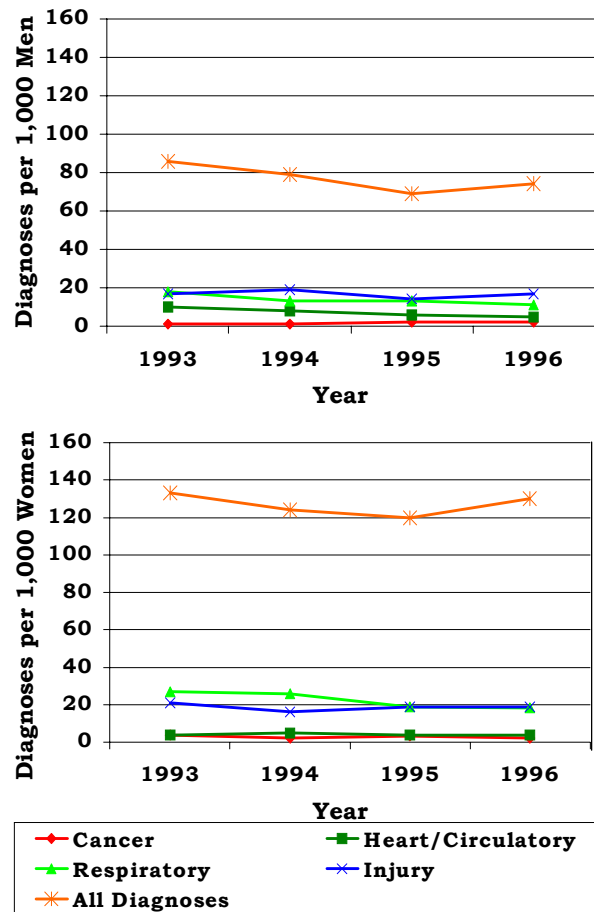 Diagnoses per 1,000 Men
160
140
120
100
80
60
40
20
0
1993 1994 1995 1996
Year
Diagnoses per 1,000 Women
160
140
120
100
80
60
40
20
0
1993 1994 1995 1996
Year
Cancer Heart/Circulatory
Respiratory Injury
All Diagnoses